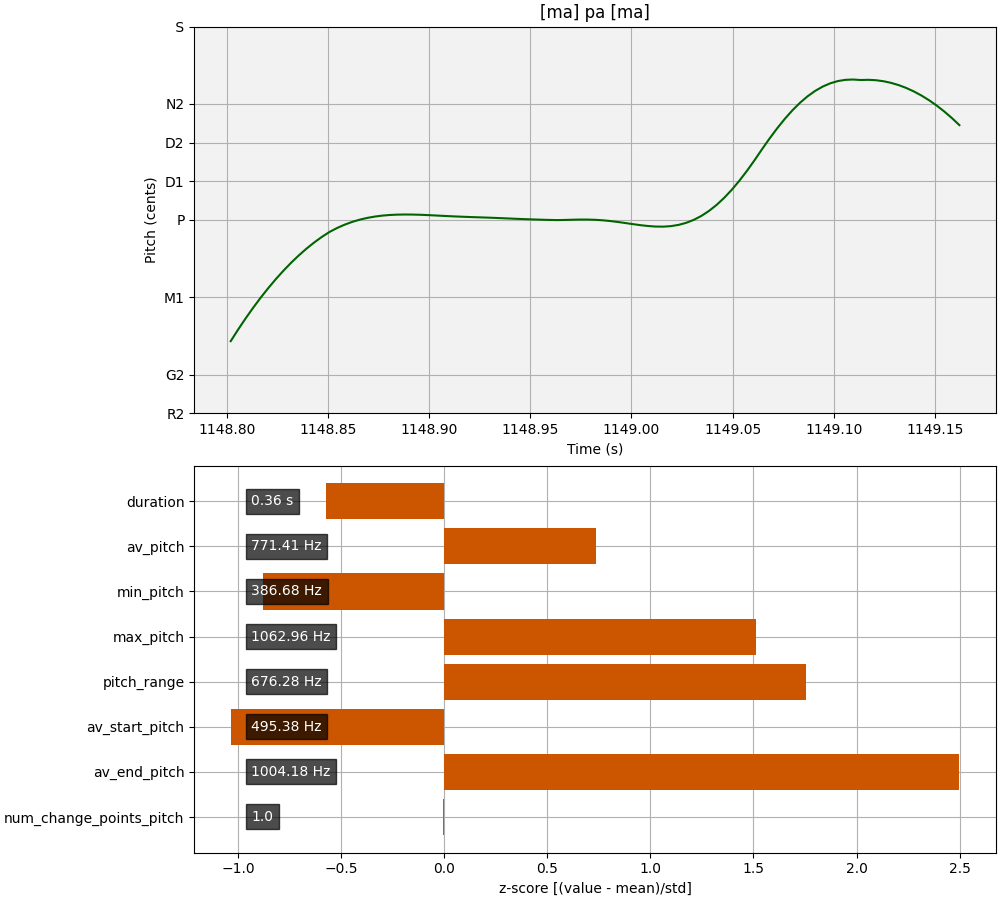 [ma] pa [ma]
S
N2
D2
D1
P
M1
G2
R2
Pitch (cents)
1148.80 1148.85 1148.90 1148.95 1149.00 1149.05 1149.10 1149.15
Time (s)
duration 0.36 s
av_pitch 771.41 Hz
min_pitch 386.68 Hz
max_pitch 1062.96 Hz
pitch_range 676.28 Hz
av_start_pitch 495.38 Hz
av_end_pitch 1004.18 Hz
num_change_points_pitch 1.0
−1.0 −0.5 0.0 0.5 1.0 1.5 2.0 2.5
z-score [(value - mean)/std]